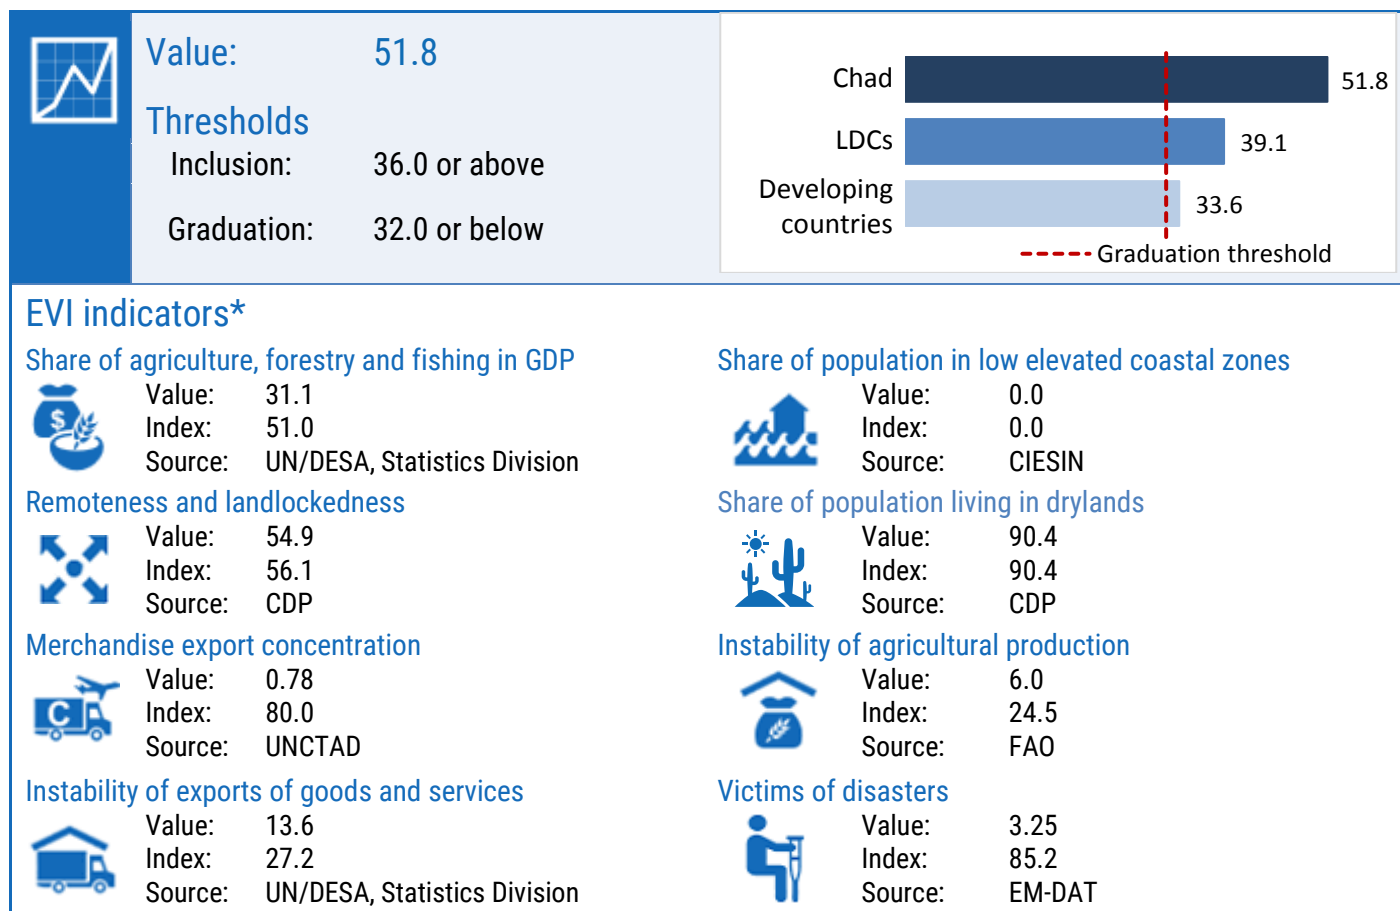 Value: 51.8
Thresholds
Inclusion: 36.0 or above
Graduation: 32.0 or below
Chad 51.8
LDCs 39.1
Developing
countries 33.6
Graduation threshold
EVI indicators*
Share of agriculture, forestry and fishing in GDP
Value: 31.1
Index: 51.0
Source: UN/DESA, Statistics Division
Share of population in low elevated coastal zones
Value: 0.0
Index: 0.0
Source: CIESIN
Remoteness and landlockedness
Value: 54.9
Index: 56.1
Source: CDP
Share of population living in drylands
Value: 90.4
Index: 90.4
Source: CDP
Merchandise export concentration
C
Value: 0.78
Index: 80.0
Source: UNCTAD
Instability of agricultural production
Value: 6.0
Index: 24.5
Source: FAO
Instability of exports of goods and services
Value: 13.6
Index: 27.2
Source: UN/DESA, Statistics Division
Victims of disasters
Value: 3.25
Index: 85.2
Source: EM-DAT